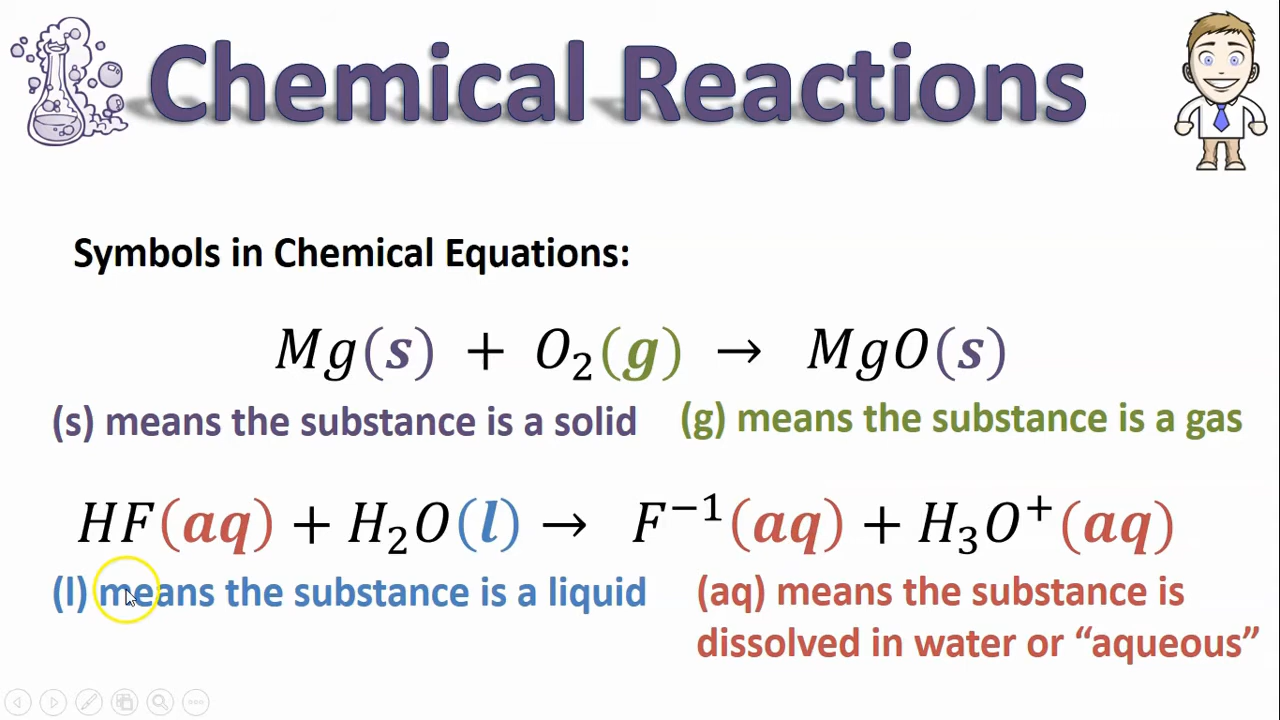 Chemical Reactions
Symbols in Chemical Equations:
Mg(s) + O₂(g) → MgO(s)
(s) means the substance is a solid
(g) means the substance is a gas
HF(aq) + H₂O(l) → F⁻¹(aq) + H₃O⁺(aq)
(l) means the substance is a liquid
(aq) means the substance is
dissolved in water or “aqueous”